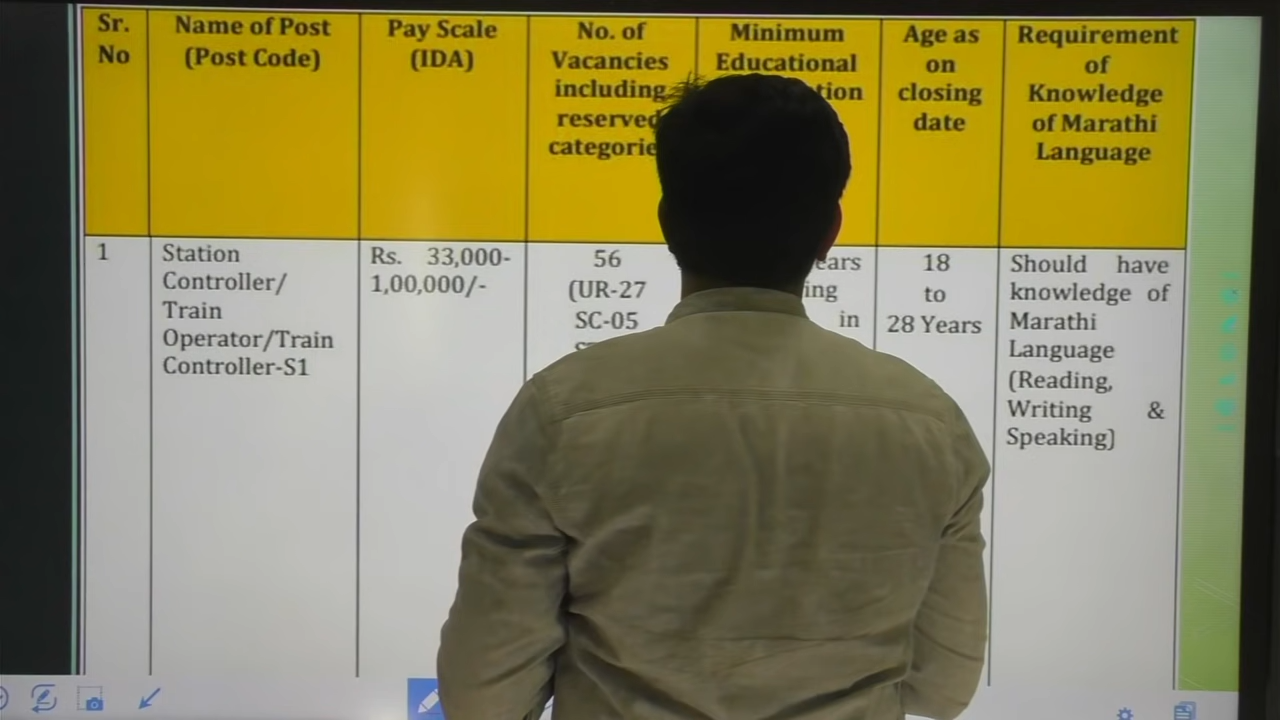 Sr.
No
Name of Post
(Post Code)
Pay Scale
(IDA)
No. of
Vacancies
including
reserved
categorie
Minimum
Educational
tion
Age as
on
closing
date
Requirement
of
Knowledge
of Marathi
Language
1
Station
Controller/
Train
Operator/Train
Controller-S1
Rs. 33,000-
1,00,000/-
56
(UR-27
SC-05
ears
ing
in
18
to
28 Years
Should have
knowledge of
Marathi
Language
(Reading,
Writing &
Speaking)